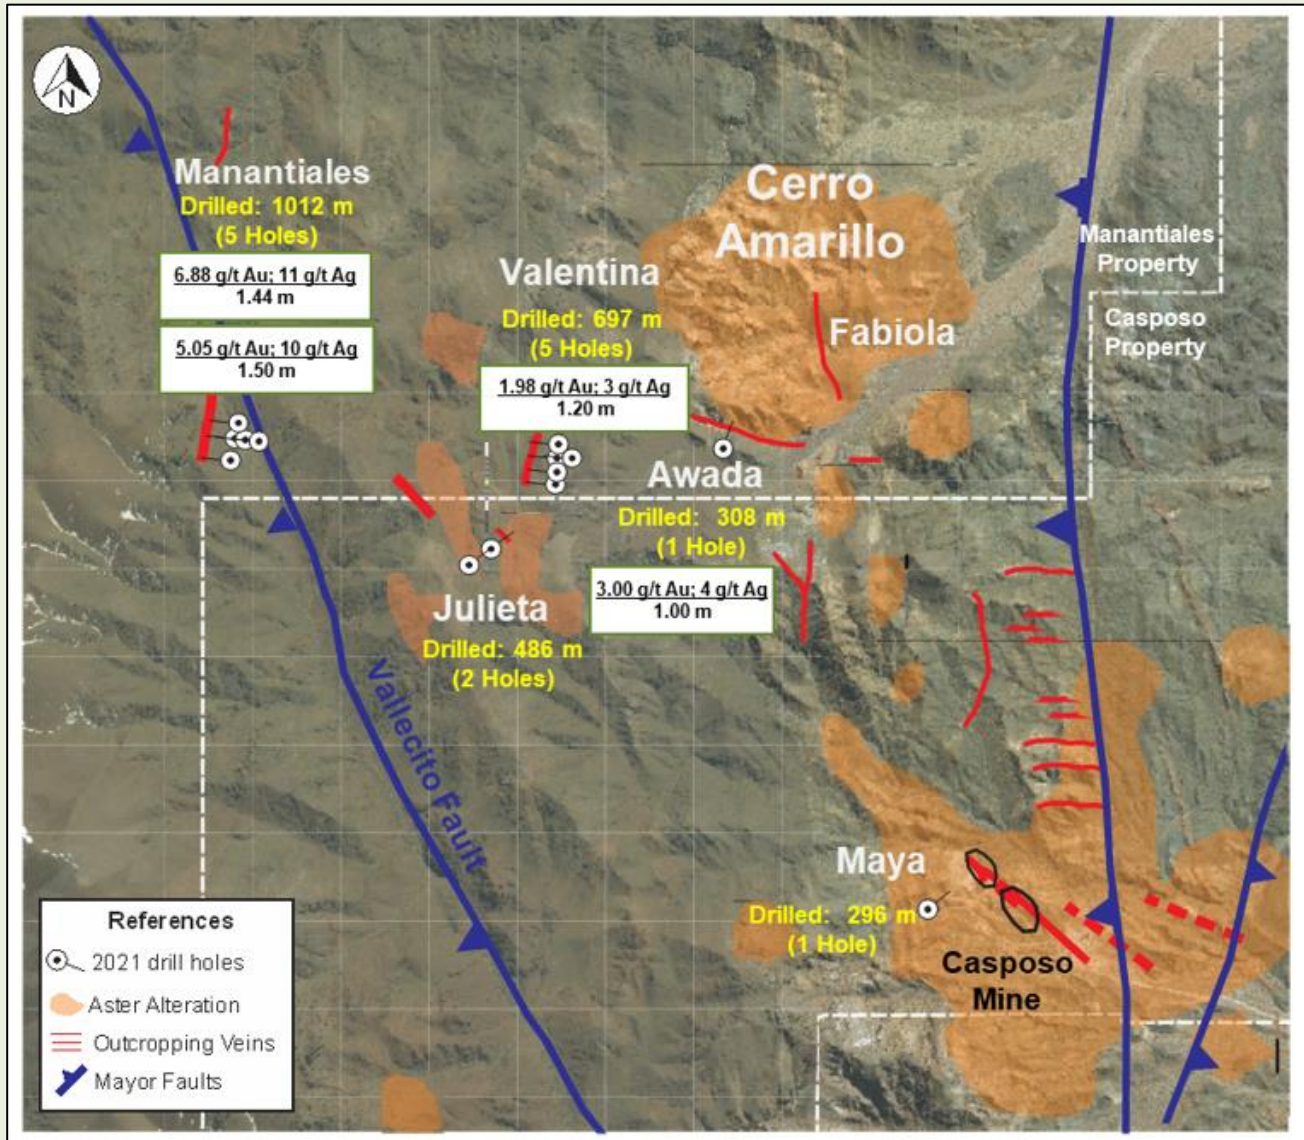 N
Manantiales
Drilled: 1012 m
(5 Holes)
6.88 g/t Au; 11 g/t Ag
1.44 m
5.05 g/t Au; 10 g/t Ag
1.50 m
Valentina
Drilled: 697 m
(5 Holes)
1.98 g/t Au; 3 g/t Ag
1.20 m
Cerro
Amarillo
Fabiola
Manantiales
Property
Casposo
Property
Awada
Drilled: 308 m
(1 Hole)
3.00 g/t Au; 4 g/t Ag
1.00 m
Julieta
Drilled: 486 m
(2 Holes)
Vallecito Fault
Maya
Drilled: 296 m
(1 Hole)
Casposo
Mine
References
2021 drill holes
Aster Alteration
Outcropping Veins
Mayor Faults